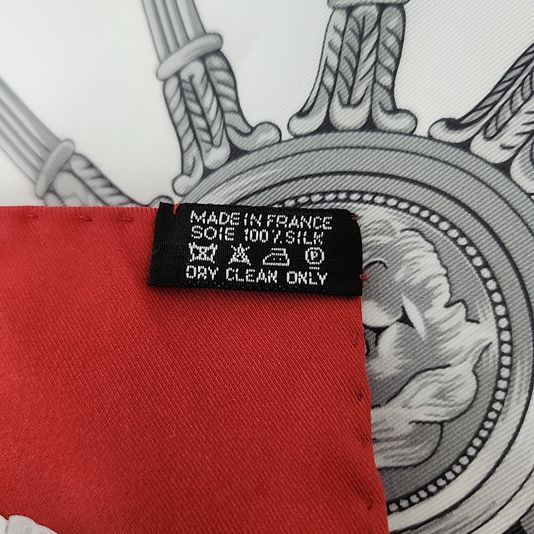 MADE IN FRANCE
SOIE 100% SILK
P
DRY CLEAN ONLY